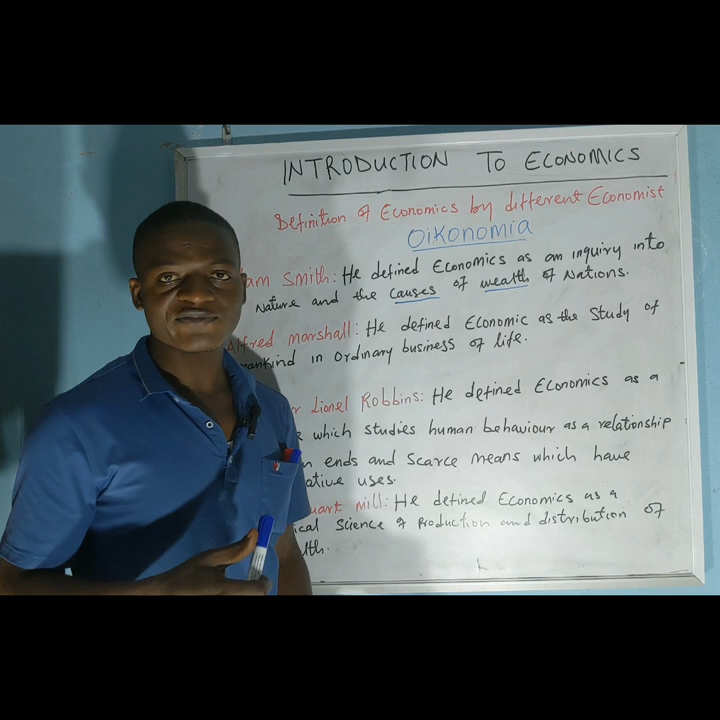 INTRODUCTION TO ECONOMICS
Definition of Economics by different Economist
Oikonomia
am Smith: He defined Economics as an inquiry into
Nature and the causes of wealth of Nations.
Alfred marshall: He defined Economic as the Study of
mankind in Ordinary business of life.
r Lionel Robbins: He defined Economics as a
which studies human behaviour as a relationship
n ends and Scarce means which have
ative uses.
uart mill: He defined Economics as a
ical Science of Production and distribution of
lth.